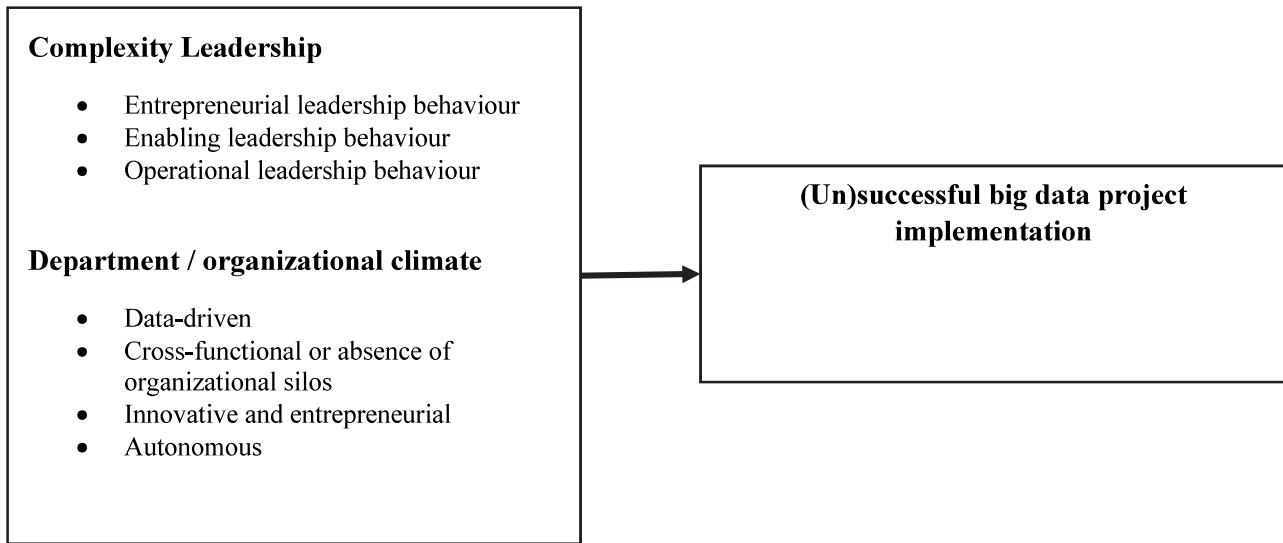 Complexity Leadership
• Entrepreneurial leadership behaviour
• Enabling leadership behaviour
• Operational leadership behaviour
Department / organizational climate
• Data-driven
• Cross-functional or absence of
organizational silos
• Innovative and entrepreneurial
• Autonomous
(Un)successful big data project
implementation